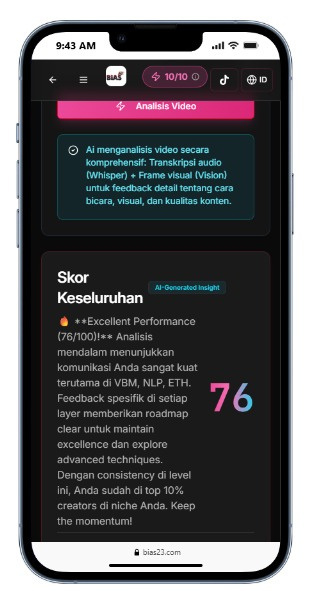 9:43 AM
BIAS
10/10
ID
Analisis Video
Ai menganalisis video secara
komprehensif: Transkripsi audio
(Whisper) + Frame visual (Vision)
untuk feedback detail tentang cara
bicara, visual, dan kualitas konten.
Skor
Keseluruhan
AI-Generated Insight
🔥 **Excellent Performance
(76/100)!** Analisis
mendalam menunjukkan
komunikasi Anda sangat kuat
terutama di VBM, NLP, ETH.
Feedback spesifik di setiap
layer memberikan roadmap
clear untuk maintain
excellence dan explore
advanced techniques.
Dengan consistency di level
ini, Anda sudah di top 10%
creators di niche Anda. Keep
the momentum!
76
bias23.com